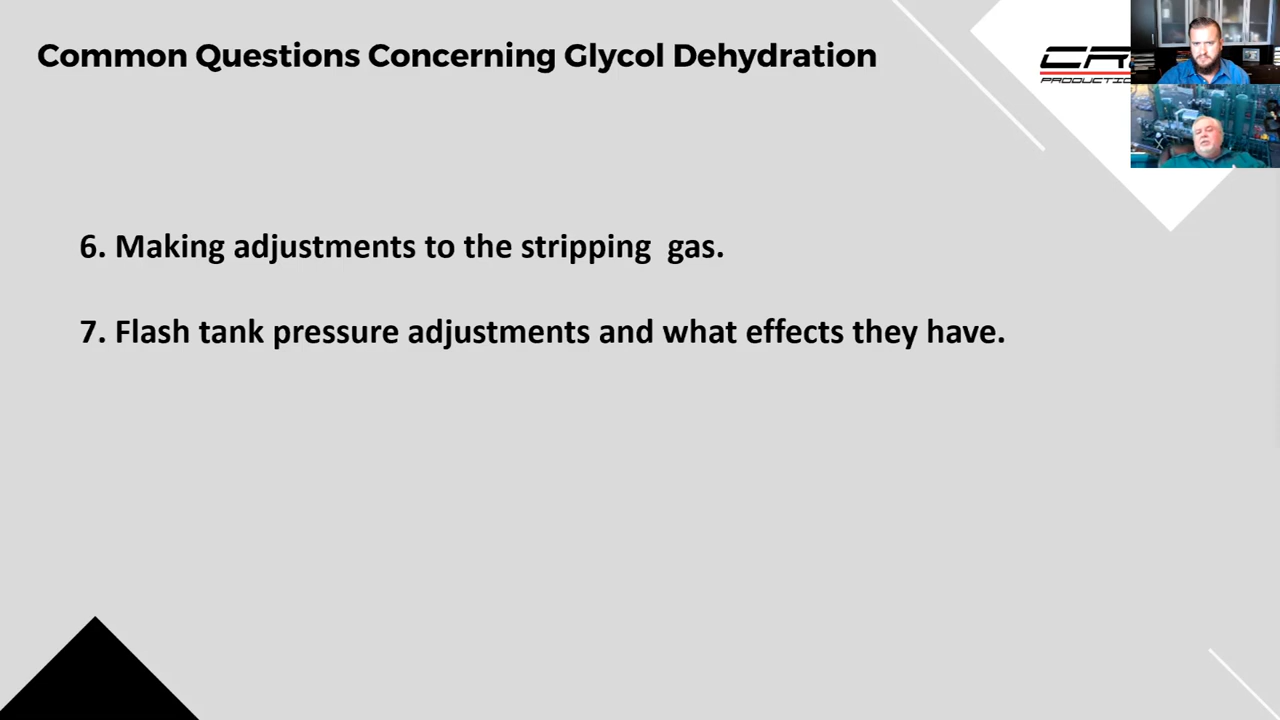 Common Questions Concerning Glycol Dehydration
6. Making adjustments to the stripping gas.
7. Flash tank pressure adjustments and what effects they have.